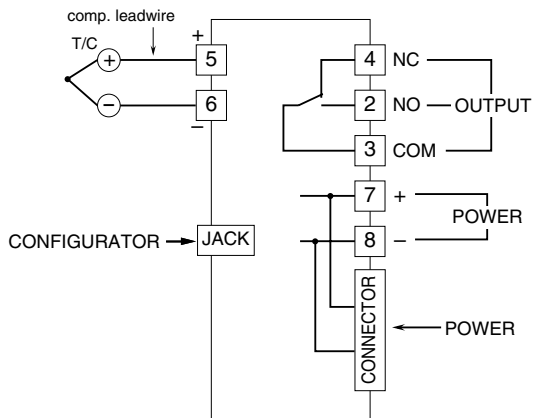 comp. leadwire
T/C
+
+
5
−
6
−
4 NC
2 NO OUTPUT
3 COM
7 +
POWER
8 −
CONFIGURATOR JACK
CONNECTOR
POWER